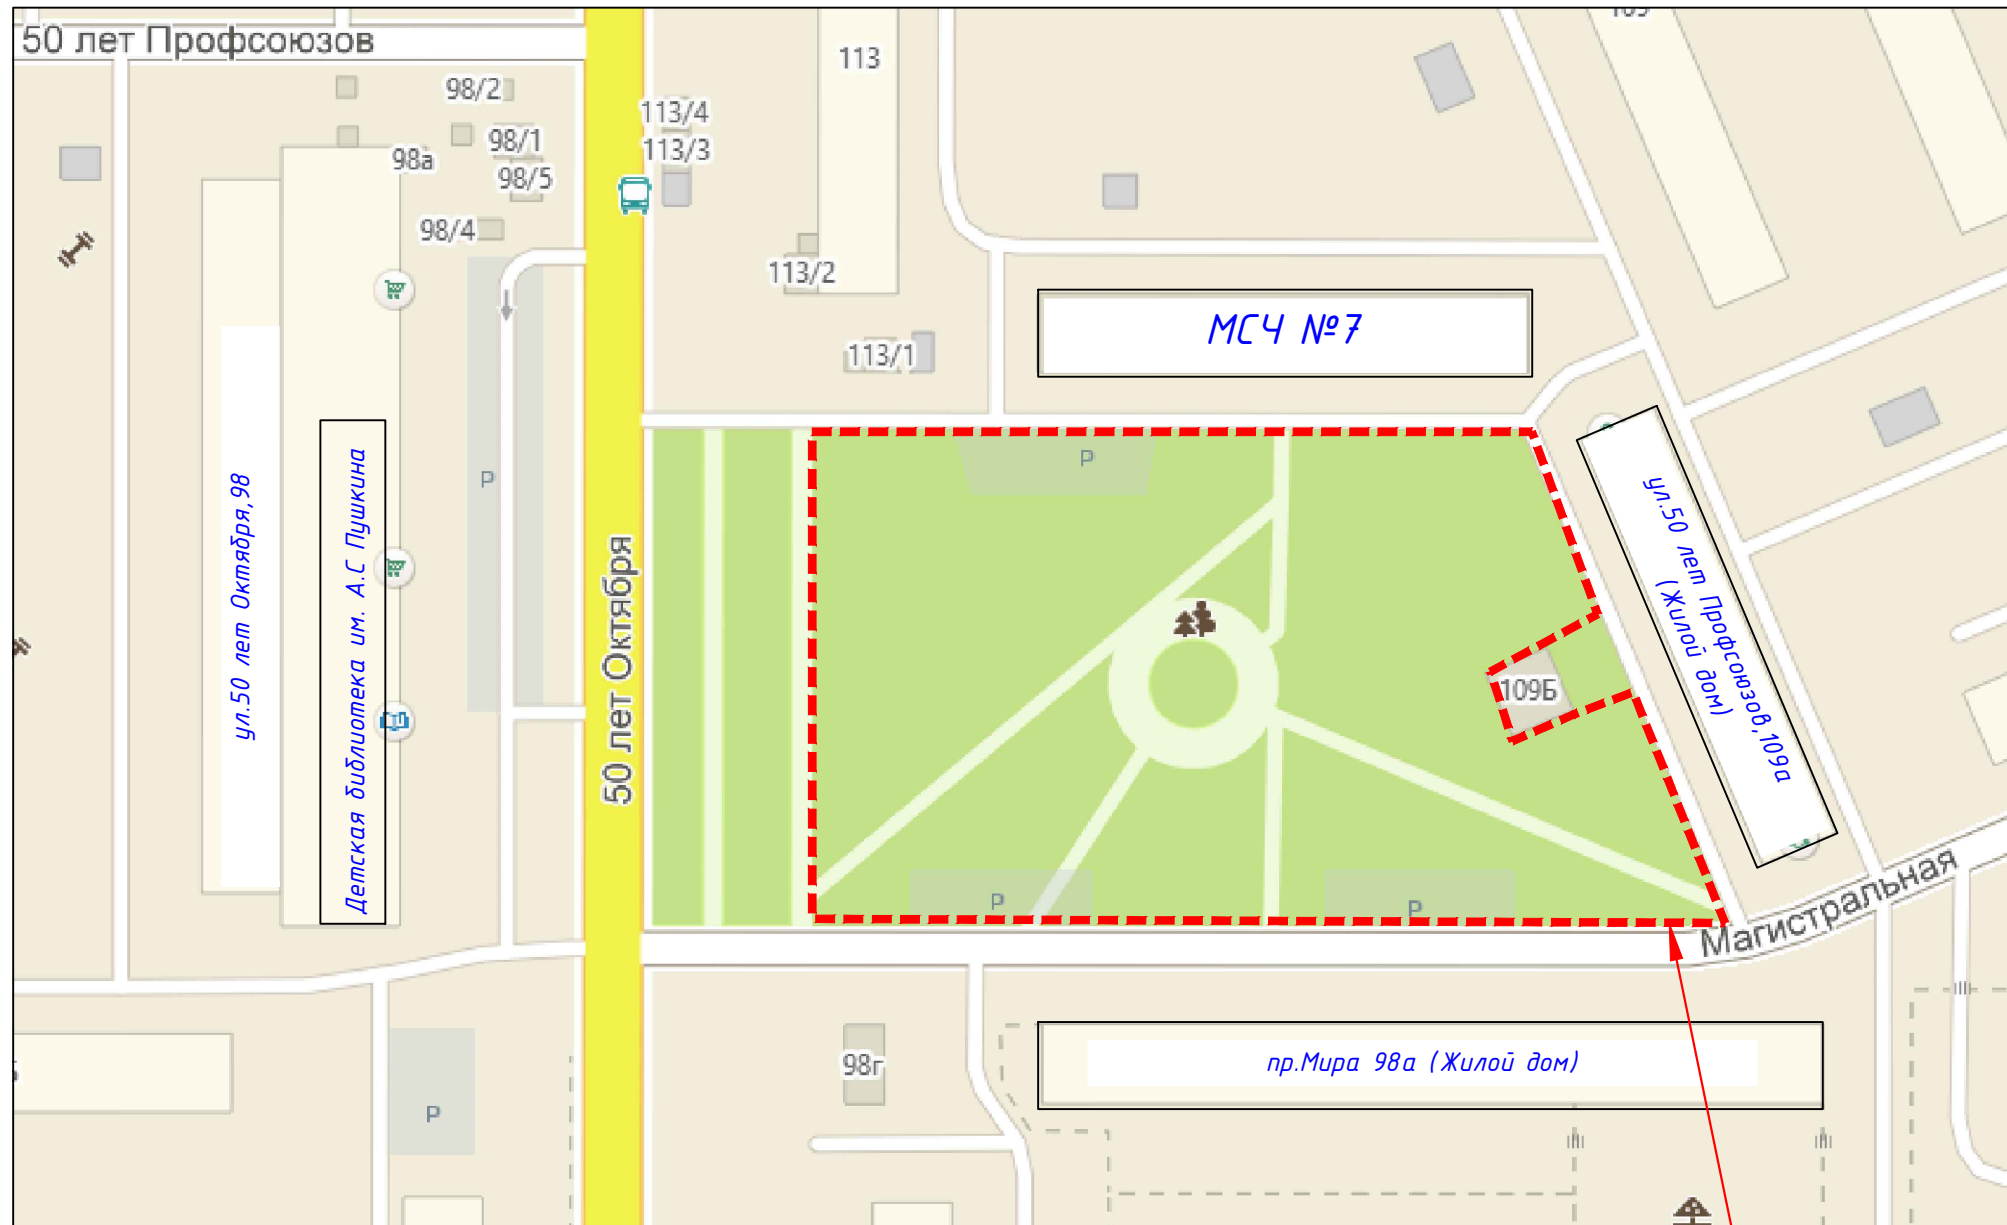 50 лет Профсоюзов
98/2
98/1
98а
98/5
98/4
113
113/4
113/3
113/2
113/1
МСЧ №7
ул.50 лет Октября,98
Детская библиотека им. А.С Пушкина
P
50 лет Октября
P
109Б
P
P
ул.50 лет Профсоюзов,109а
(Жилой дом)
Магистральная
98г
пр.Мира 98а (Жилой дом)
P